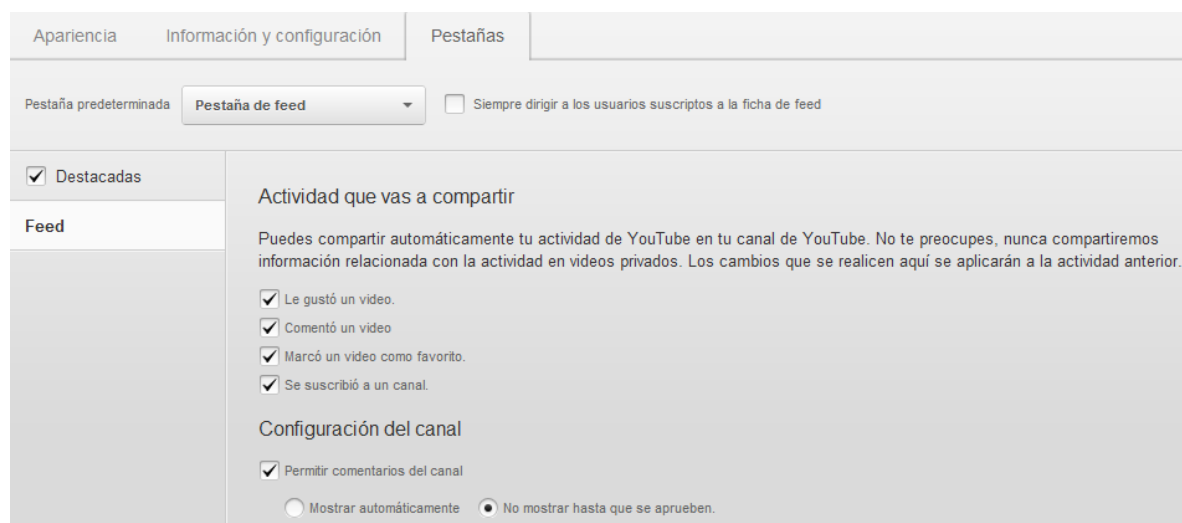 Apariencia Información y configuración Pestañas
Pestaña predeterminada Pestaña de feed Siempre dirigir a los usuarios suscriptos a la ficha de feed
Destacadas
Feed
Actividad que vas a compartir
Puedes compartir automáticamente tu actividad de YouTube en tu canal de YouTube. No te preocupes, nunca compartiremos
información relacionada con la actividad en videos privados. Los cambios que se realicen aquí se aplicarán a la actividad anterior.
Le gustó un video.
Comentó un video
Marcó un video como favorito.
Se suscribió a un canal.
Configuración del canal
Permitir comentarios del canal
Mostrar automáticamente No mostrar hasta que se aprueben.